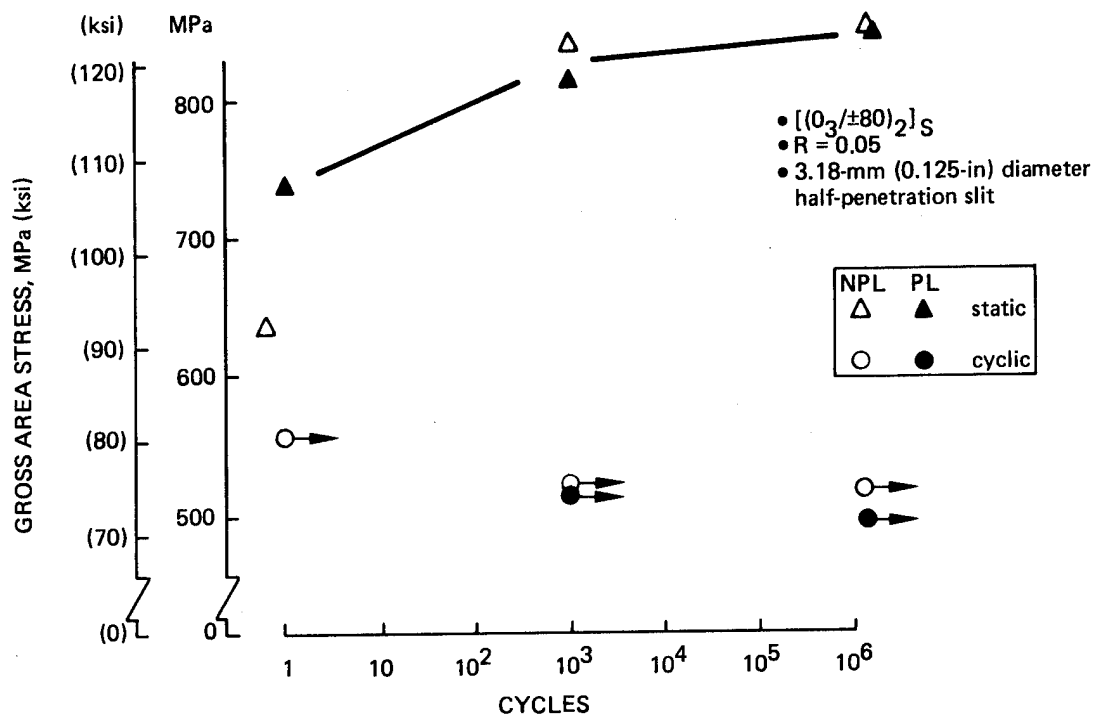 (ksi) MPa
(120)
800
(110)
700
(100)
(90)
600
(80)
500
(70)
(0) 0
GROSS AREA STRESS, MPa (ksi)
• [(0₃/±80)₂]S
• R = 0.05
• 3.18-mm (0.125-in) diameter
half-penetration slit
NPL PL
static
cyclic
1 10 10² 10³ 10⁴ 10⁵ 10⁶
CYCLES